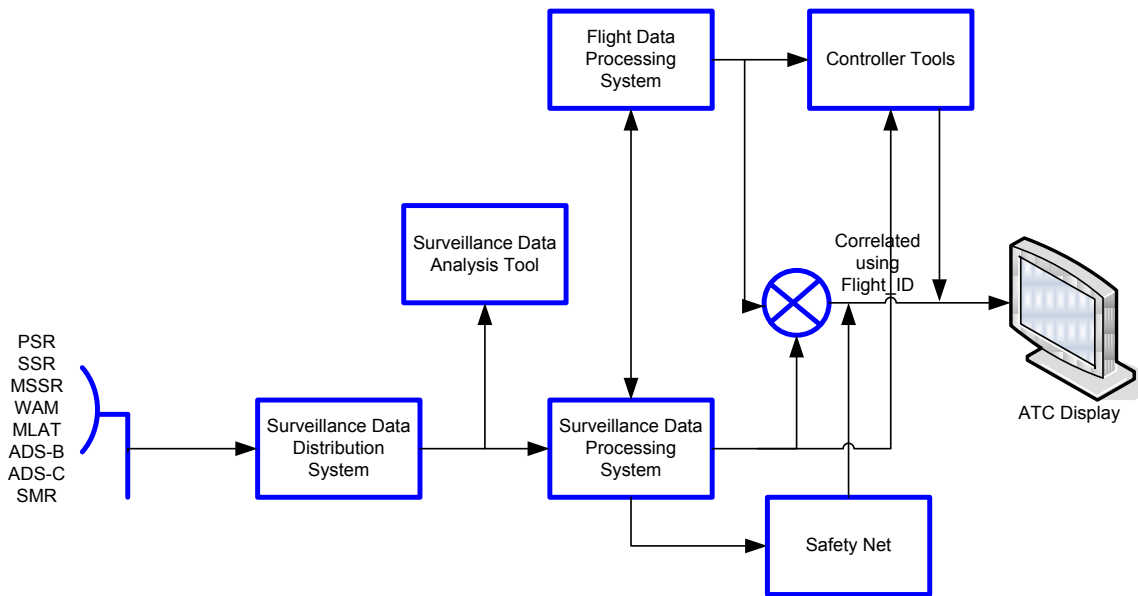 Flight Data
Processing
System
Controller Tools
Surveillance Data
Analysis Tool
Correlated
using
Flight_ID
PSR
SSR
MSSR
WAM
MLAT
ADS-B
ADS-C
SMR
Surveillance Data
Distribution
System
Surveillance Data
Processing
System
ATC Display
Safety Net